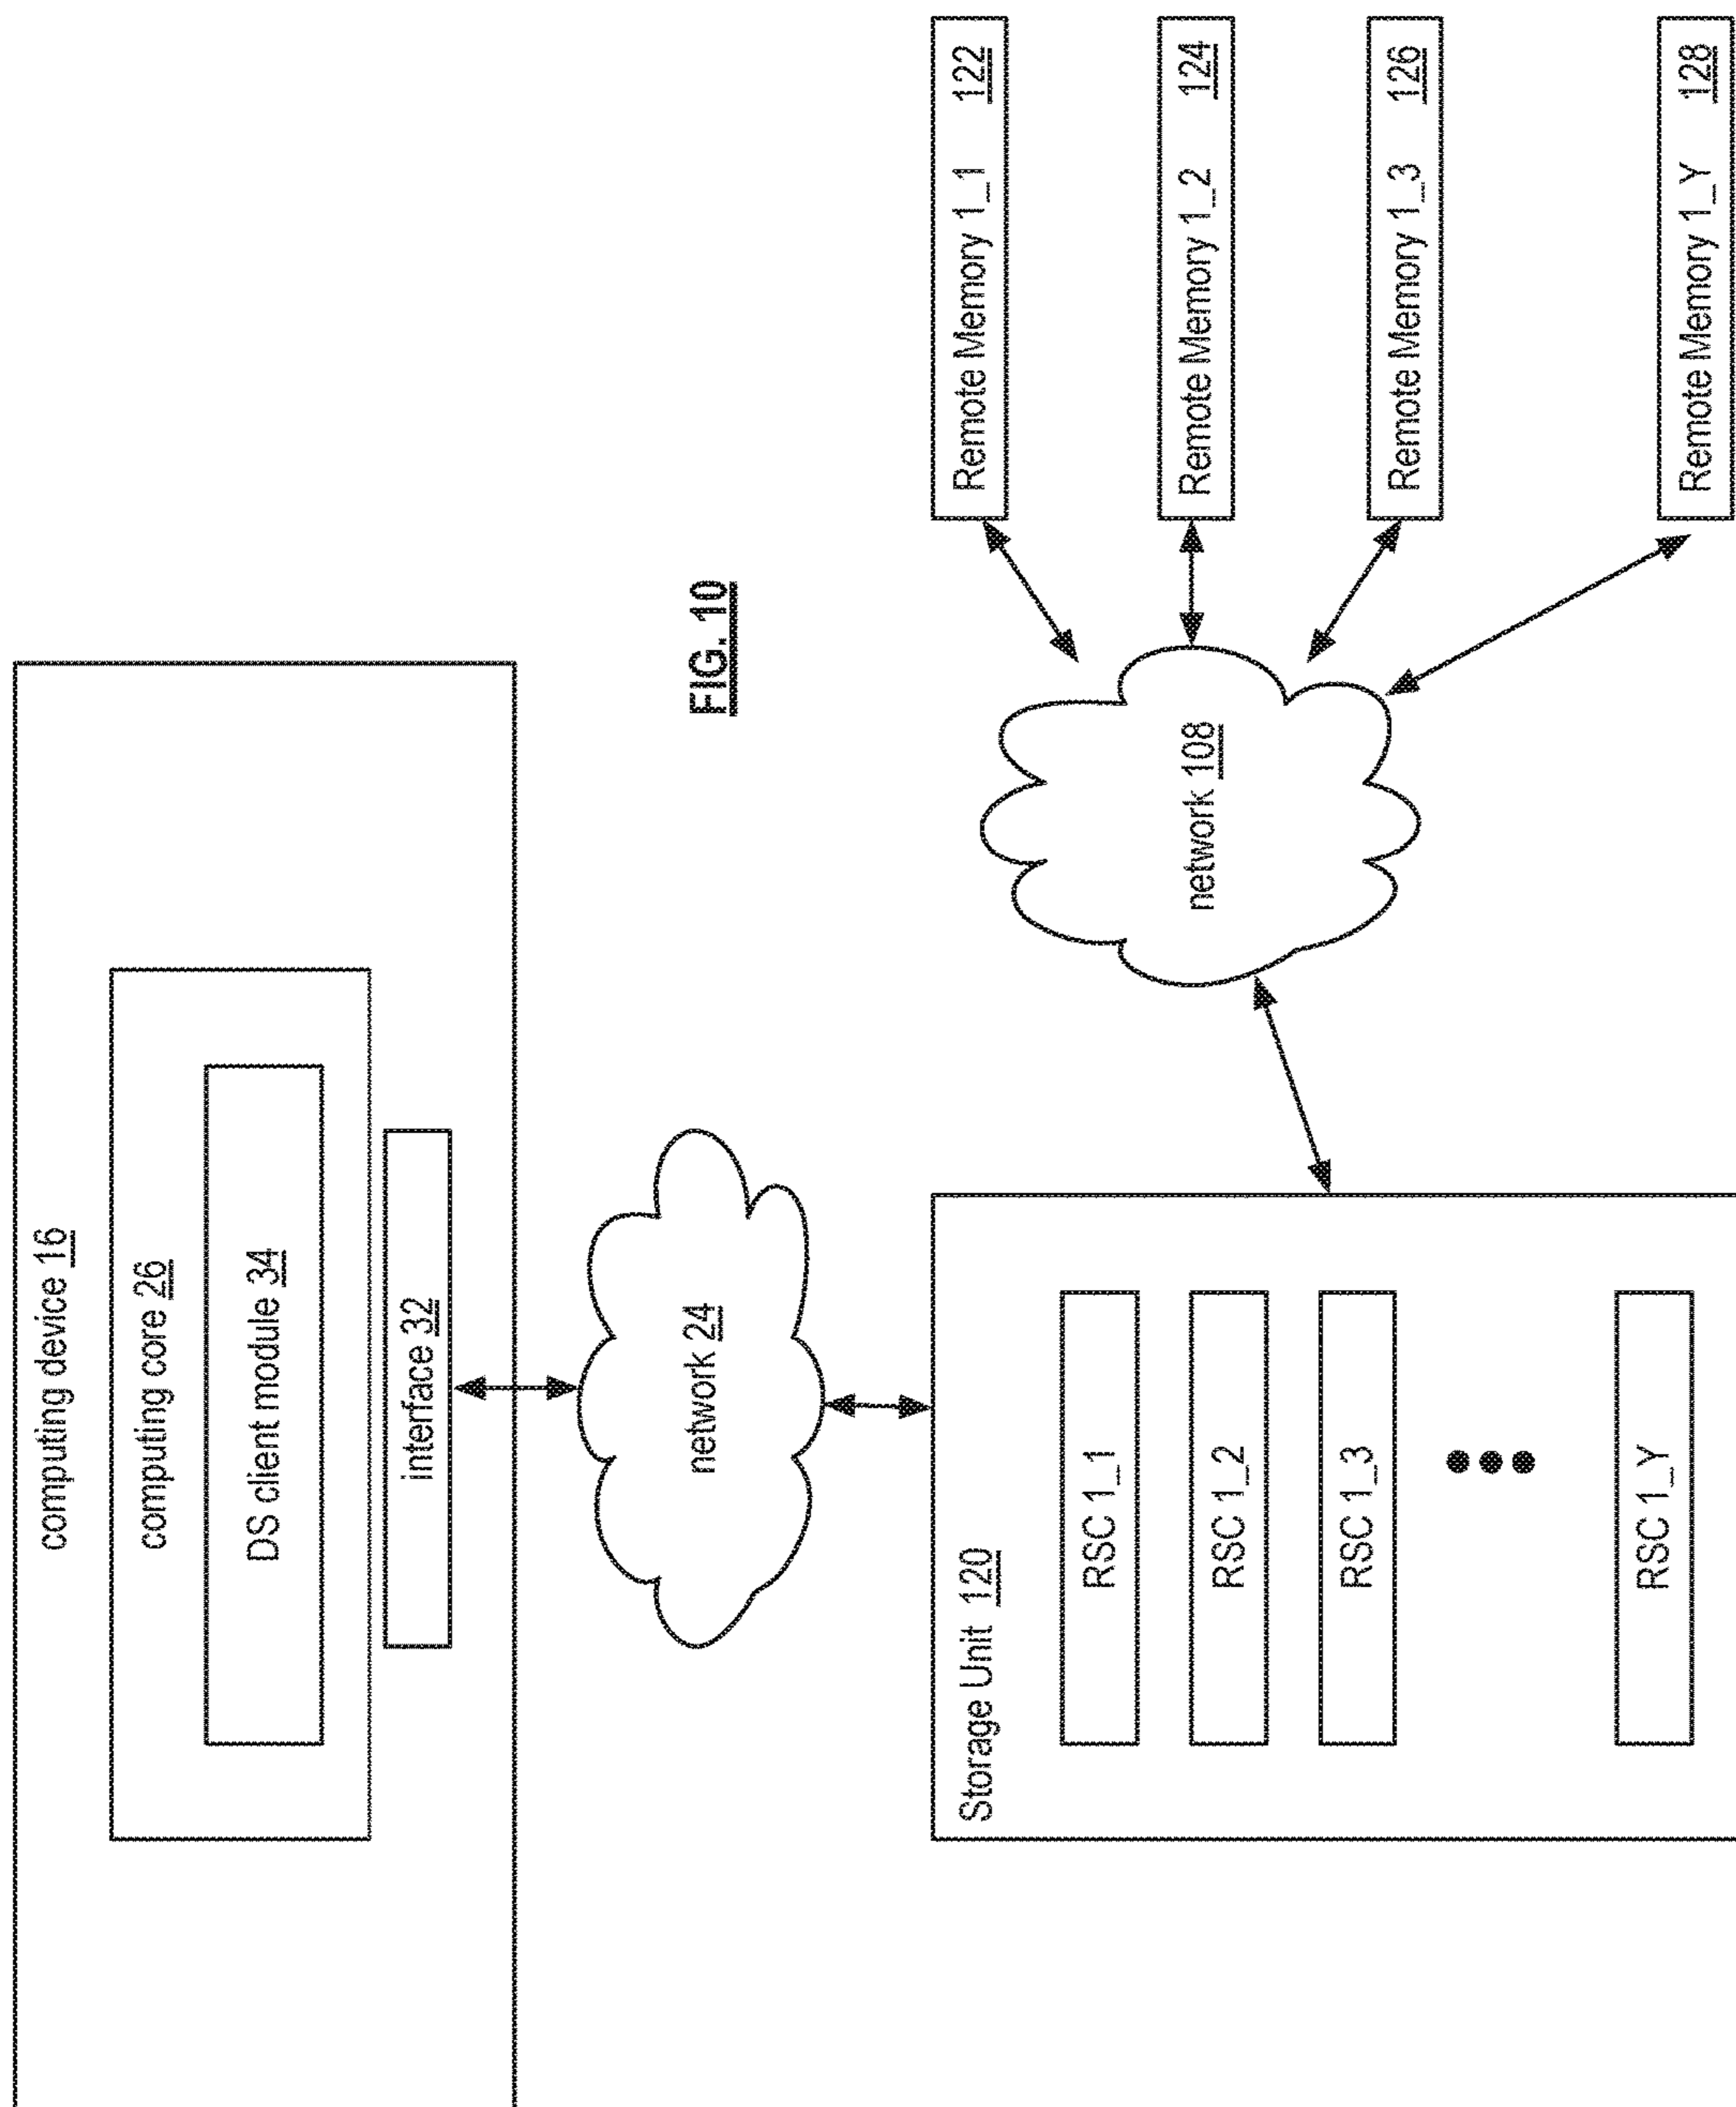 computing device 16
computing core 26
DS client module 34
interface 32
network 24
FIG. 10
Storage Unit 120
RSC 1_1
RSC 1_2
RSC 1_3
RSC 1_Y
network 108
Remote Memory 1_1 122
Remote Memory 1_2 124
Remote Memory 1_3 126
Remote Memory 1_Y 128